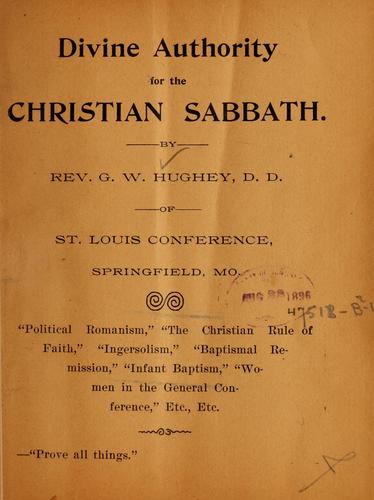 Divine Authority
for the
CHRISTIAN SABBATH.
BY
REV. G. W. HUGHEY, D. D.
OF
ST. LOUIS CONFERENCE,
SPRINGFIELD, MO.
1896
"Political Romanism," "The Christian Rule of
Faith," "Ingersolism," "Baptismal Re-
mission," "Infant Baptism," "Wo-
men in the General Con-
ference," Etc., Etc.
—"Prove all things."